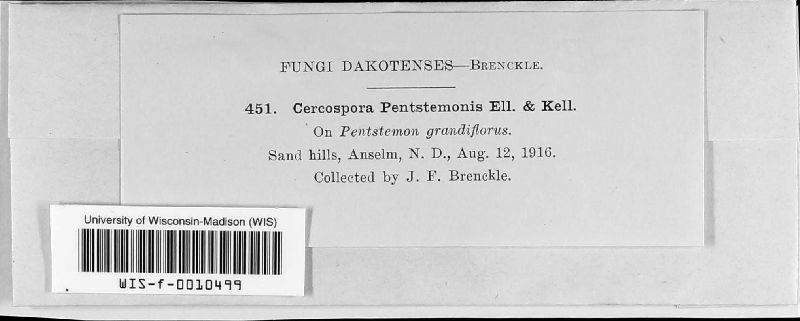 FUNGI DAKOTENSES—BRENCKLE.
451. Cercospora Pentstemonis Ell. & Kell.
On Pentstemon grandiflorus.
Sand hills, Anselm, N. D., Aug. 12, 1916.
Collected by J. F. Brenckle.
University of Wisconsin-Madison (WIS)
WIS-f-0010499